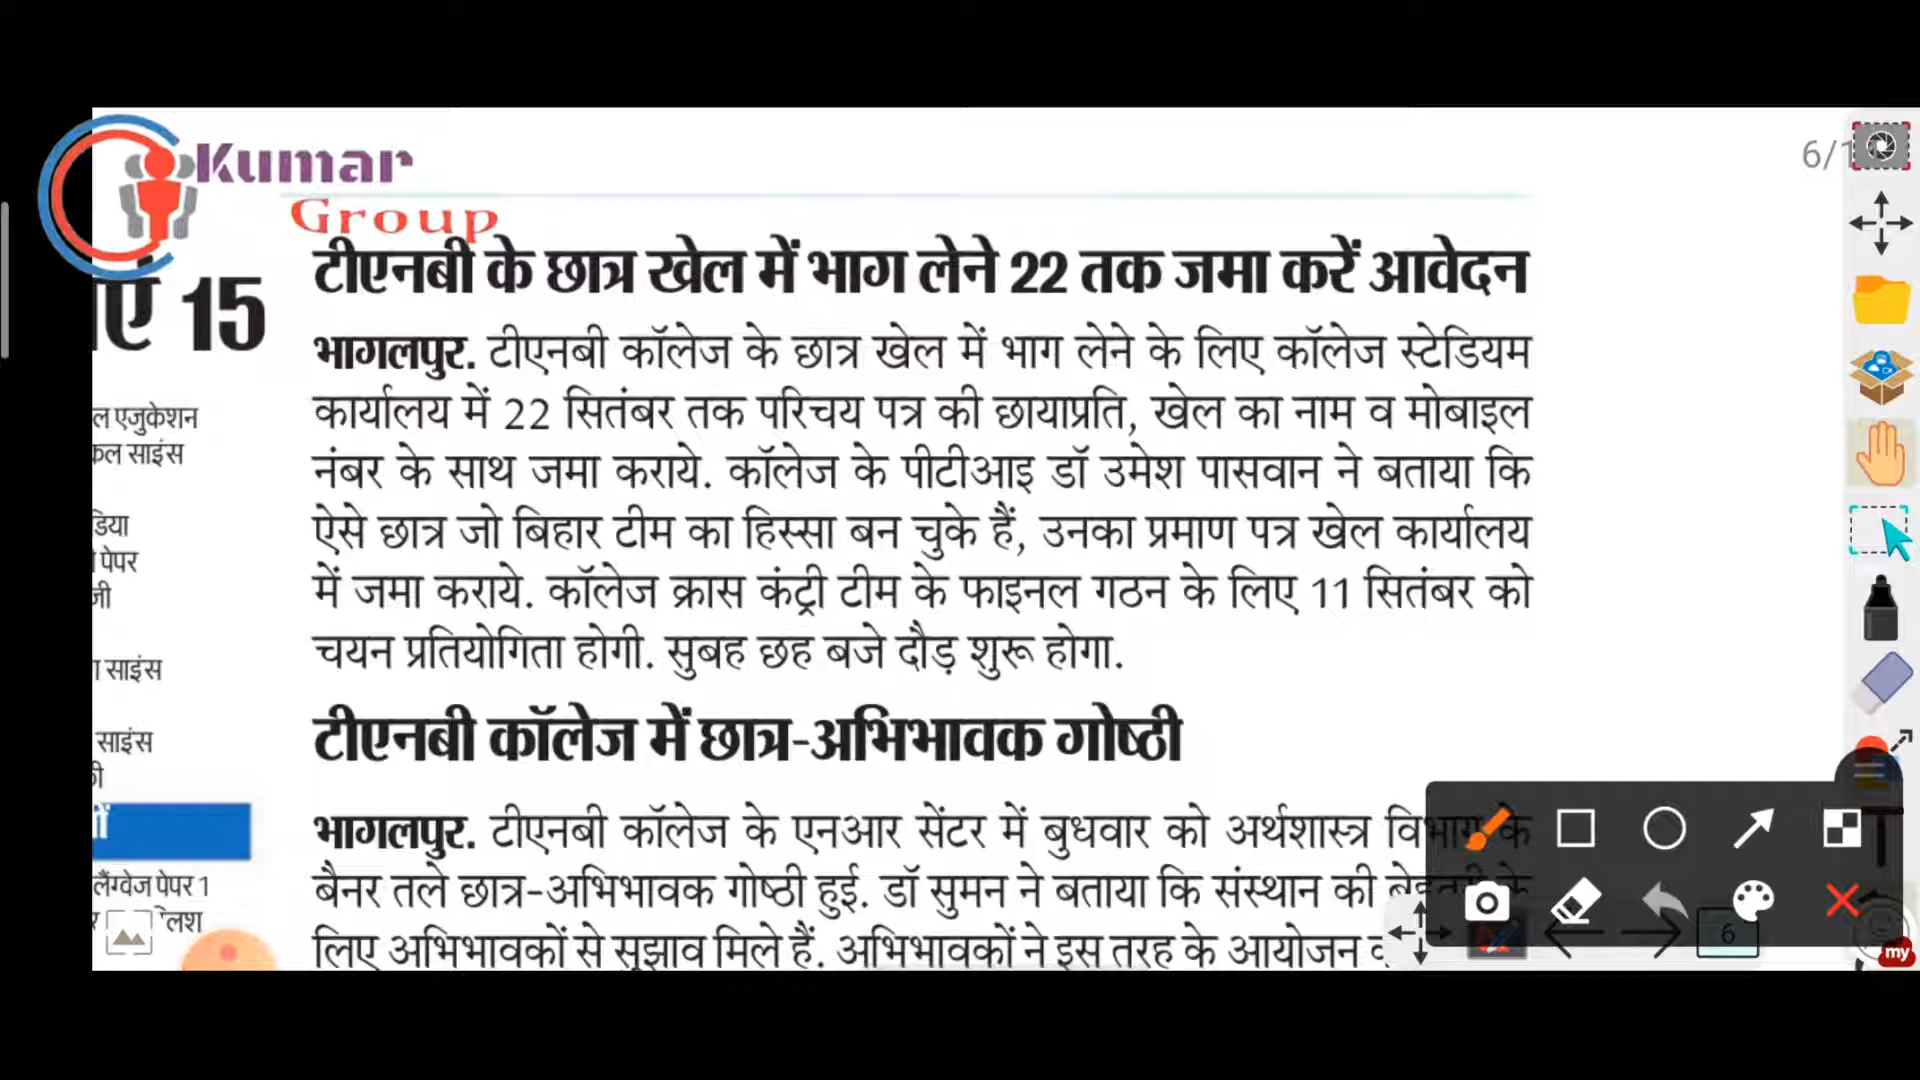 Kumar
Group
6/1
15
टीएनबी के छात्र खेल में भाग लेने 22 तक जमा करें आवेदन
भागलपुर. टीएनबी कॉलेज के छात्र खेल में भाग लेने के लिए कॉलेज स्टेडियम
कार्यालय में 22 सितंबर तक परिचय पत्र की छायाप्रति, खेल का नाम व मोबाइल
नंबर के साथ जमा कराये. कॉलेज के पीटीआइ डॉ उमेश पासवान ने बताया कि
ऐसे छात्र जो बिहार टीम का हिस्सा बन चुके हैं, उनका प्रमाण पत्र खेल कार्यालय
में जमा कराये. कॉलेज क्रास कंट्री टीम के फाइनल गठन के लिए 11 सितंबर को
चयन प्रतियोगिता होगी. सुबह छह बजे दौड़ शुरू होगा.
टीएनबी कॉलेज में छात्र-अभिभावक गोष्ठी
भागलपुर. टीएनबी कॉलेज के एनआर सेंटर में बुधवार को अर्थशास्त्र विभाग के
बैनर तले छात्र-अभिभावक गोष्ठी हुई. डॉ सुमन ने बताया कि संस्थान की बेहतरी के
लिए अभिभावकों से सुझाव मिले हैं. अभिभावकों ने इस तरह के आयोजन
ल एजुकेशन
कल साइंस
डिया
पेपर
जी
साइंस
साइंस
की
लैंग्वेज पेपर 1
लिश
6
my